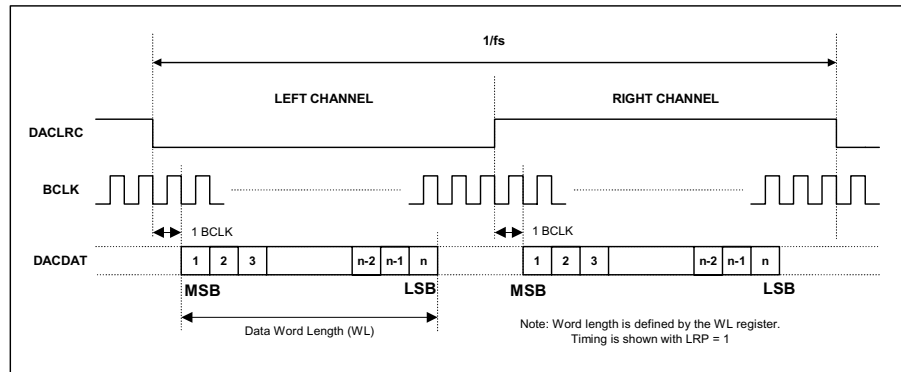 1/fs
LEFT CHANNEL
RIGHT CHANNEL
DACLRC
BCLK
1 BCLK
1 BCLK
DACDAT
1 2 3 n-2 n-1 n
1 2 3 n-2 n-1 n
MSB
LSB
MSB
LSB
Data Word Length (WL)
Note: Word length is defined by the WL register.
Timing is shown with LRP = 1